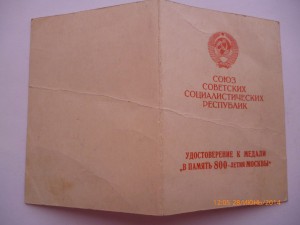 СОЮЗ
СОВЕТСКИХ
СОЦИАЛИСТИЧЕСКИХ
РЕСПУБЛИК
УДОСТОВЕРЕНИЕ К МЕДАЛИ
„В ПАМЯТЬ 800-ЛЕТИЯ МОСКВЫ“